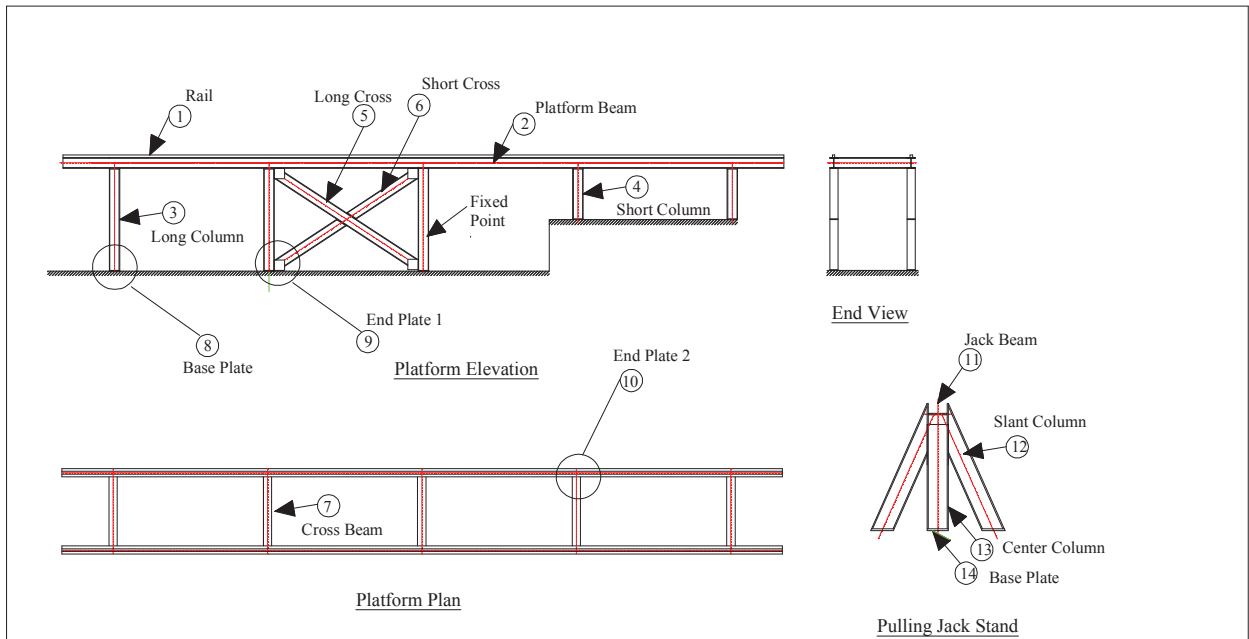 Rail
1
Long Cross
5
Short Cross
6
2
Platform Beam
3
Long Column
Fixed
Point
4
Short Column
8
Base Plate
End Plate 1
9
Platform Elevation
End View
End Plate 2
10
7
Cross Beam
Platform Plan
Jack Beam
11
Slant Column
12
13
Center Column
14
Base Plate
Pulling Jack Stand